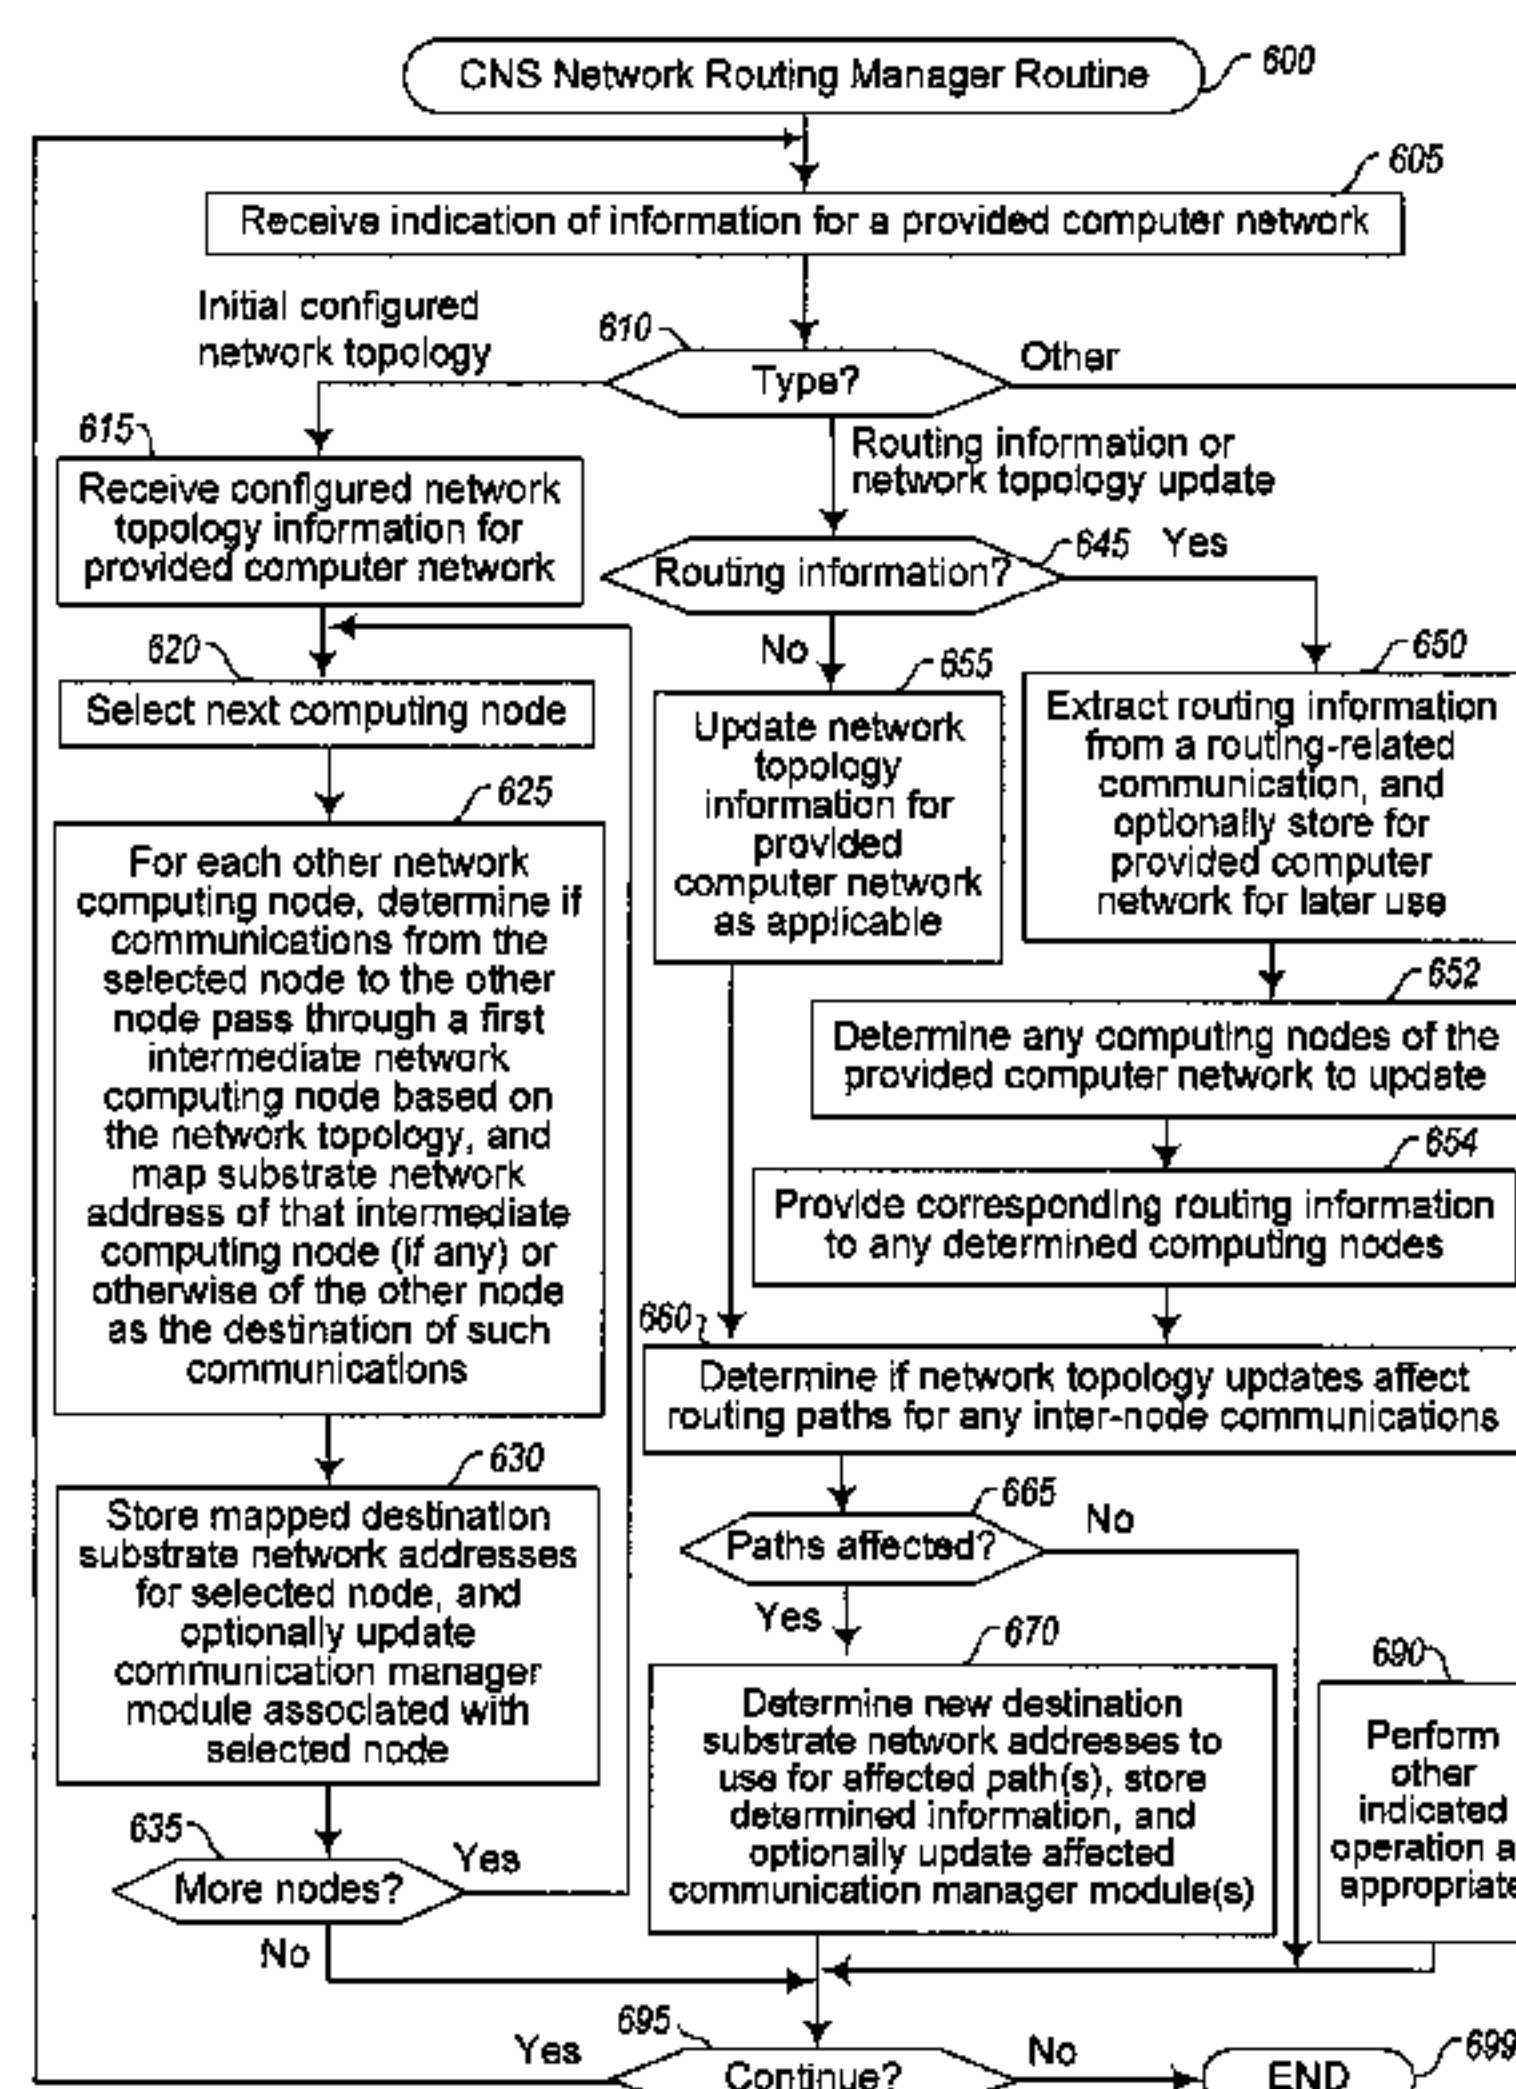 CNS Network Routing Manager Routine
600
605
Receive indication of information for a provided computer network
Initial configured
network topology
610
Type?
Other
615
Receive configured network
topology information for
provided computer network
Routing information or
network topology update
Routing information?
645
Yes
No
620
Select next computing node
625
For each other network
computing node, determine if
communications from the
selected node to the other
node pass through a first
intermediate network
computing node based on
the network topology, and
map substrate network
address of that intermediate
computing node (if any) or
otherwise of the other node
as the destination of such
communications
630
Store mapped destination
substrate network addresses
for selected node, and
optionally update
communication manager
module associated with
selected node
635
More nodes?
Yes
No
655
Update network
topology
information for
provided
computer network
as applicable
650
Extract routing information
from a routing-related
communication, and
optionally store for
provided computer
network for later use
652
Determine any computing nodes of the
provided computer network to update
654
Provide corresponding routing information
to any determined computing nodes
660
Determine if network topology updates affect
routing paths for any inter-node communications
665
Paths affected?
No
Yes
670
Determine new destination
substrate network addresses to
use for affected path(s), store
determined information, and
optionally update affected
communication manager module(s)
690
Perform
other
indicated
operation a
appropriate
695
Yes
Continue?
No
END
699